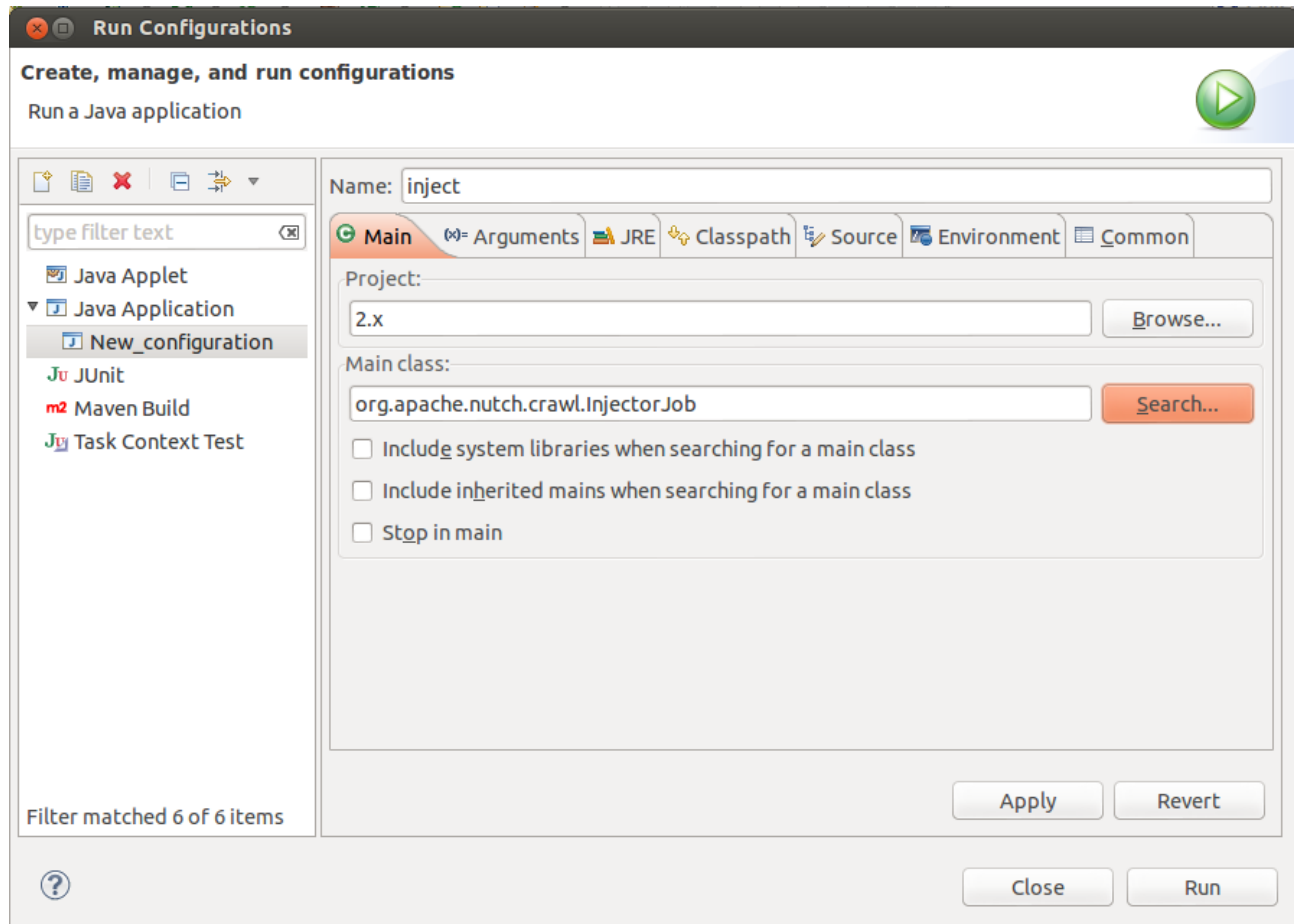 Run Configurations
Create, manage, and run configurations
Run a Java application
Name: inject
type filter text
Main (x)= Arguments JRE Classpath Source Environment Common
Java Applet
Java Application
New_configuration
Ju JUnit
m2 Maven Build
Ju Task Context Test
Project:
2.x Browse...
Main class:
org.apache.nutch.crawl.InjectorJob Search...
Include system libraries when searching for a main class
Include inherited mains when searching for a main class
Stop in main
Apply Revert
Filter matched 6 of 6 items
Close Run